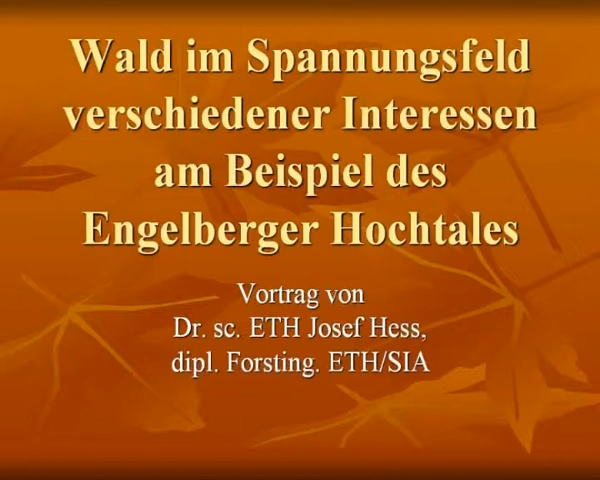 Wald im Spannungsfeld
verschiedener Interessen
am Beispiel des
Engelberger Hochtales
Vortrag von
Dr. sc. ETH Josef Hess,
dipl. Forsting. ETH/SIA